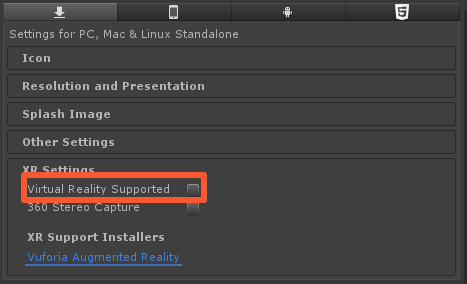 Settings for PC, Mac & Linux Standalone
Icon
Resolution and Presentation
Splash Image
Other Settings
XR Settings
Virtual Reality Supported
360 Stereo Capture
XR Support Installers
Vuforia Augmented Reality